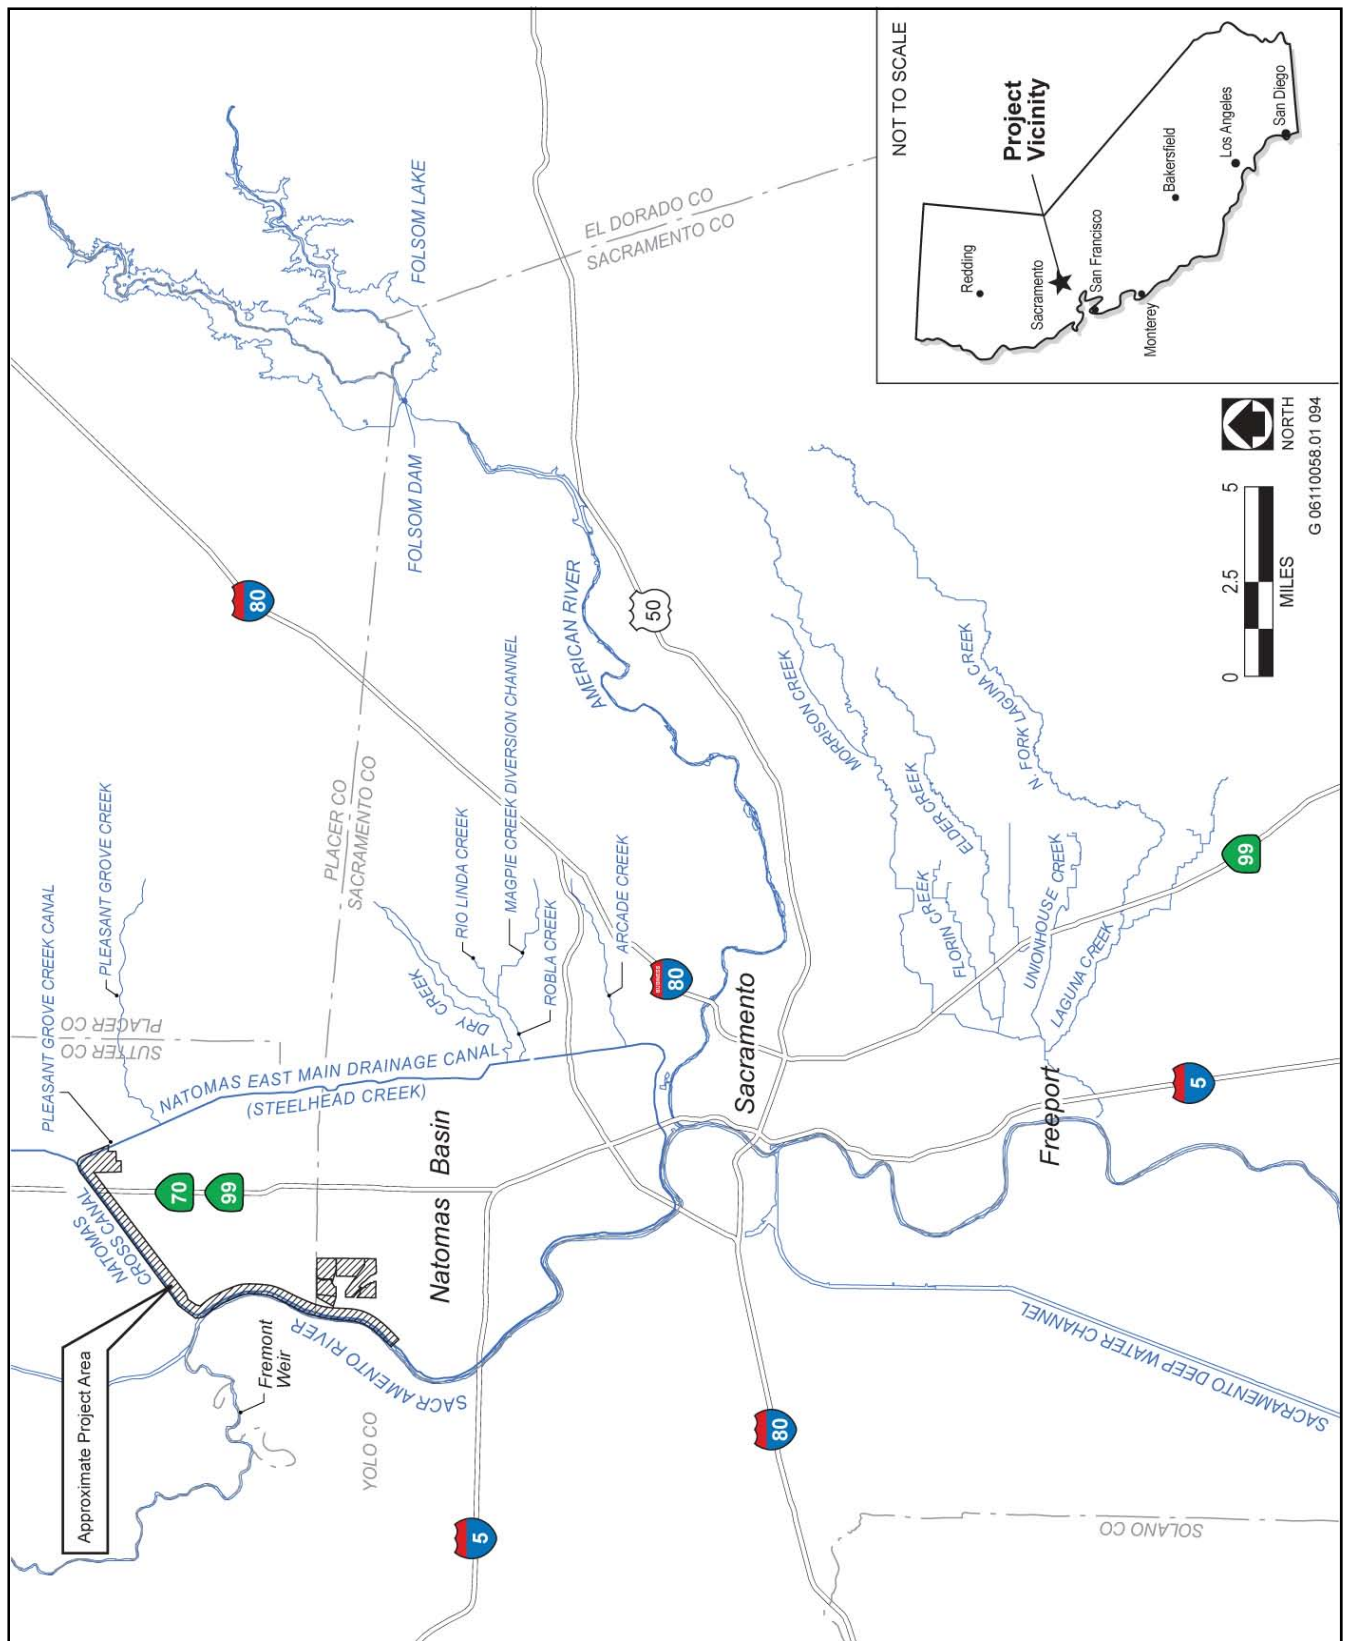 Approximate Project Area
PLEASANT GROVE CREEK CANAL
PLEASANT GROVE CREEK
SUTTER CO
PLACER CO
NATOMAS
CROSS CANAL
70
99
NATOMAS EAST MAIN DRAINAGE CANAL
(STEELHEAD CREEK)
Fremont
Weir
SACRAMENTO RIVER
YOLO CO
Natomas Basin
5
PLACER CO
SACRAMENTO CO
DRY CREEK
RIO LINDA CREEK
MAGPIE CREEK DIVERSION CHANNEL
ROBLA CREEK
ARCADE CREEK
80
BUSINESS
80
FOLSOM DAM
FOLSOM LAKE
EL DORADO CO
SACRAMENTO CO
AMERICAN RIVER
50
Sacramento
80
SOLANO CO
SACRAMENTO DEEP WATER CHANNEL
MORRISON CREEK
ELDER CREEK
FLORIN CREEK
UNIONHOUSE CREEK
N. FORK LAGUNA CREEK
LAGUNA CREEK
Freeport
5
99
0
2.5
5
MILES
NORTH
G 06110058.01 094
NOT TO SCALE
Project
Vicinity
Redding
Sacramento
San Francisco
Monterey
Bakersfield
Los Angeles
San Diego